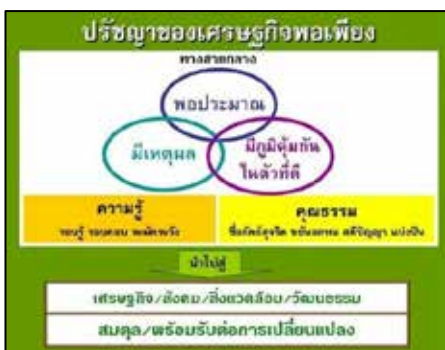 ปรัชญาของเศรษฐกิจพอเพียง
ทางสายกลาง
พอประมาณ
มีเหตุผล
มีภูมิคุ้มกัน
ในตัวที่ดี
ความรู้
รอบรู้ รอบคอบ ระมัดระวัง
คุณธรรม
ซื่อสัตย์สุจริต ขยันอดทน สติปัญญา แบ่งปัน
นำไปสู่
เศรษฐกิจ/สังคม/สิ่งแวดล้อม/วัฒนธรรม
สมดุล/พร้อมรับต่อการเปลี่ยนแปลง